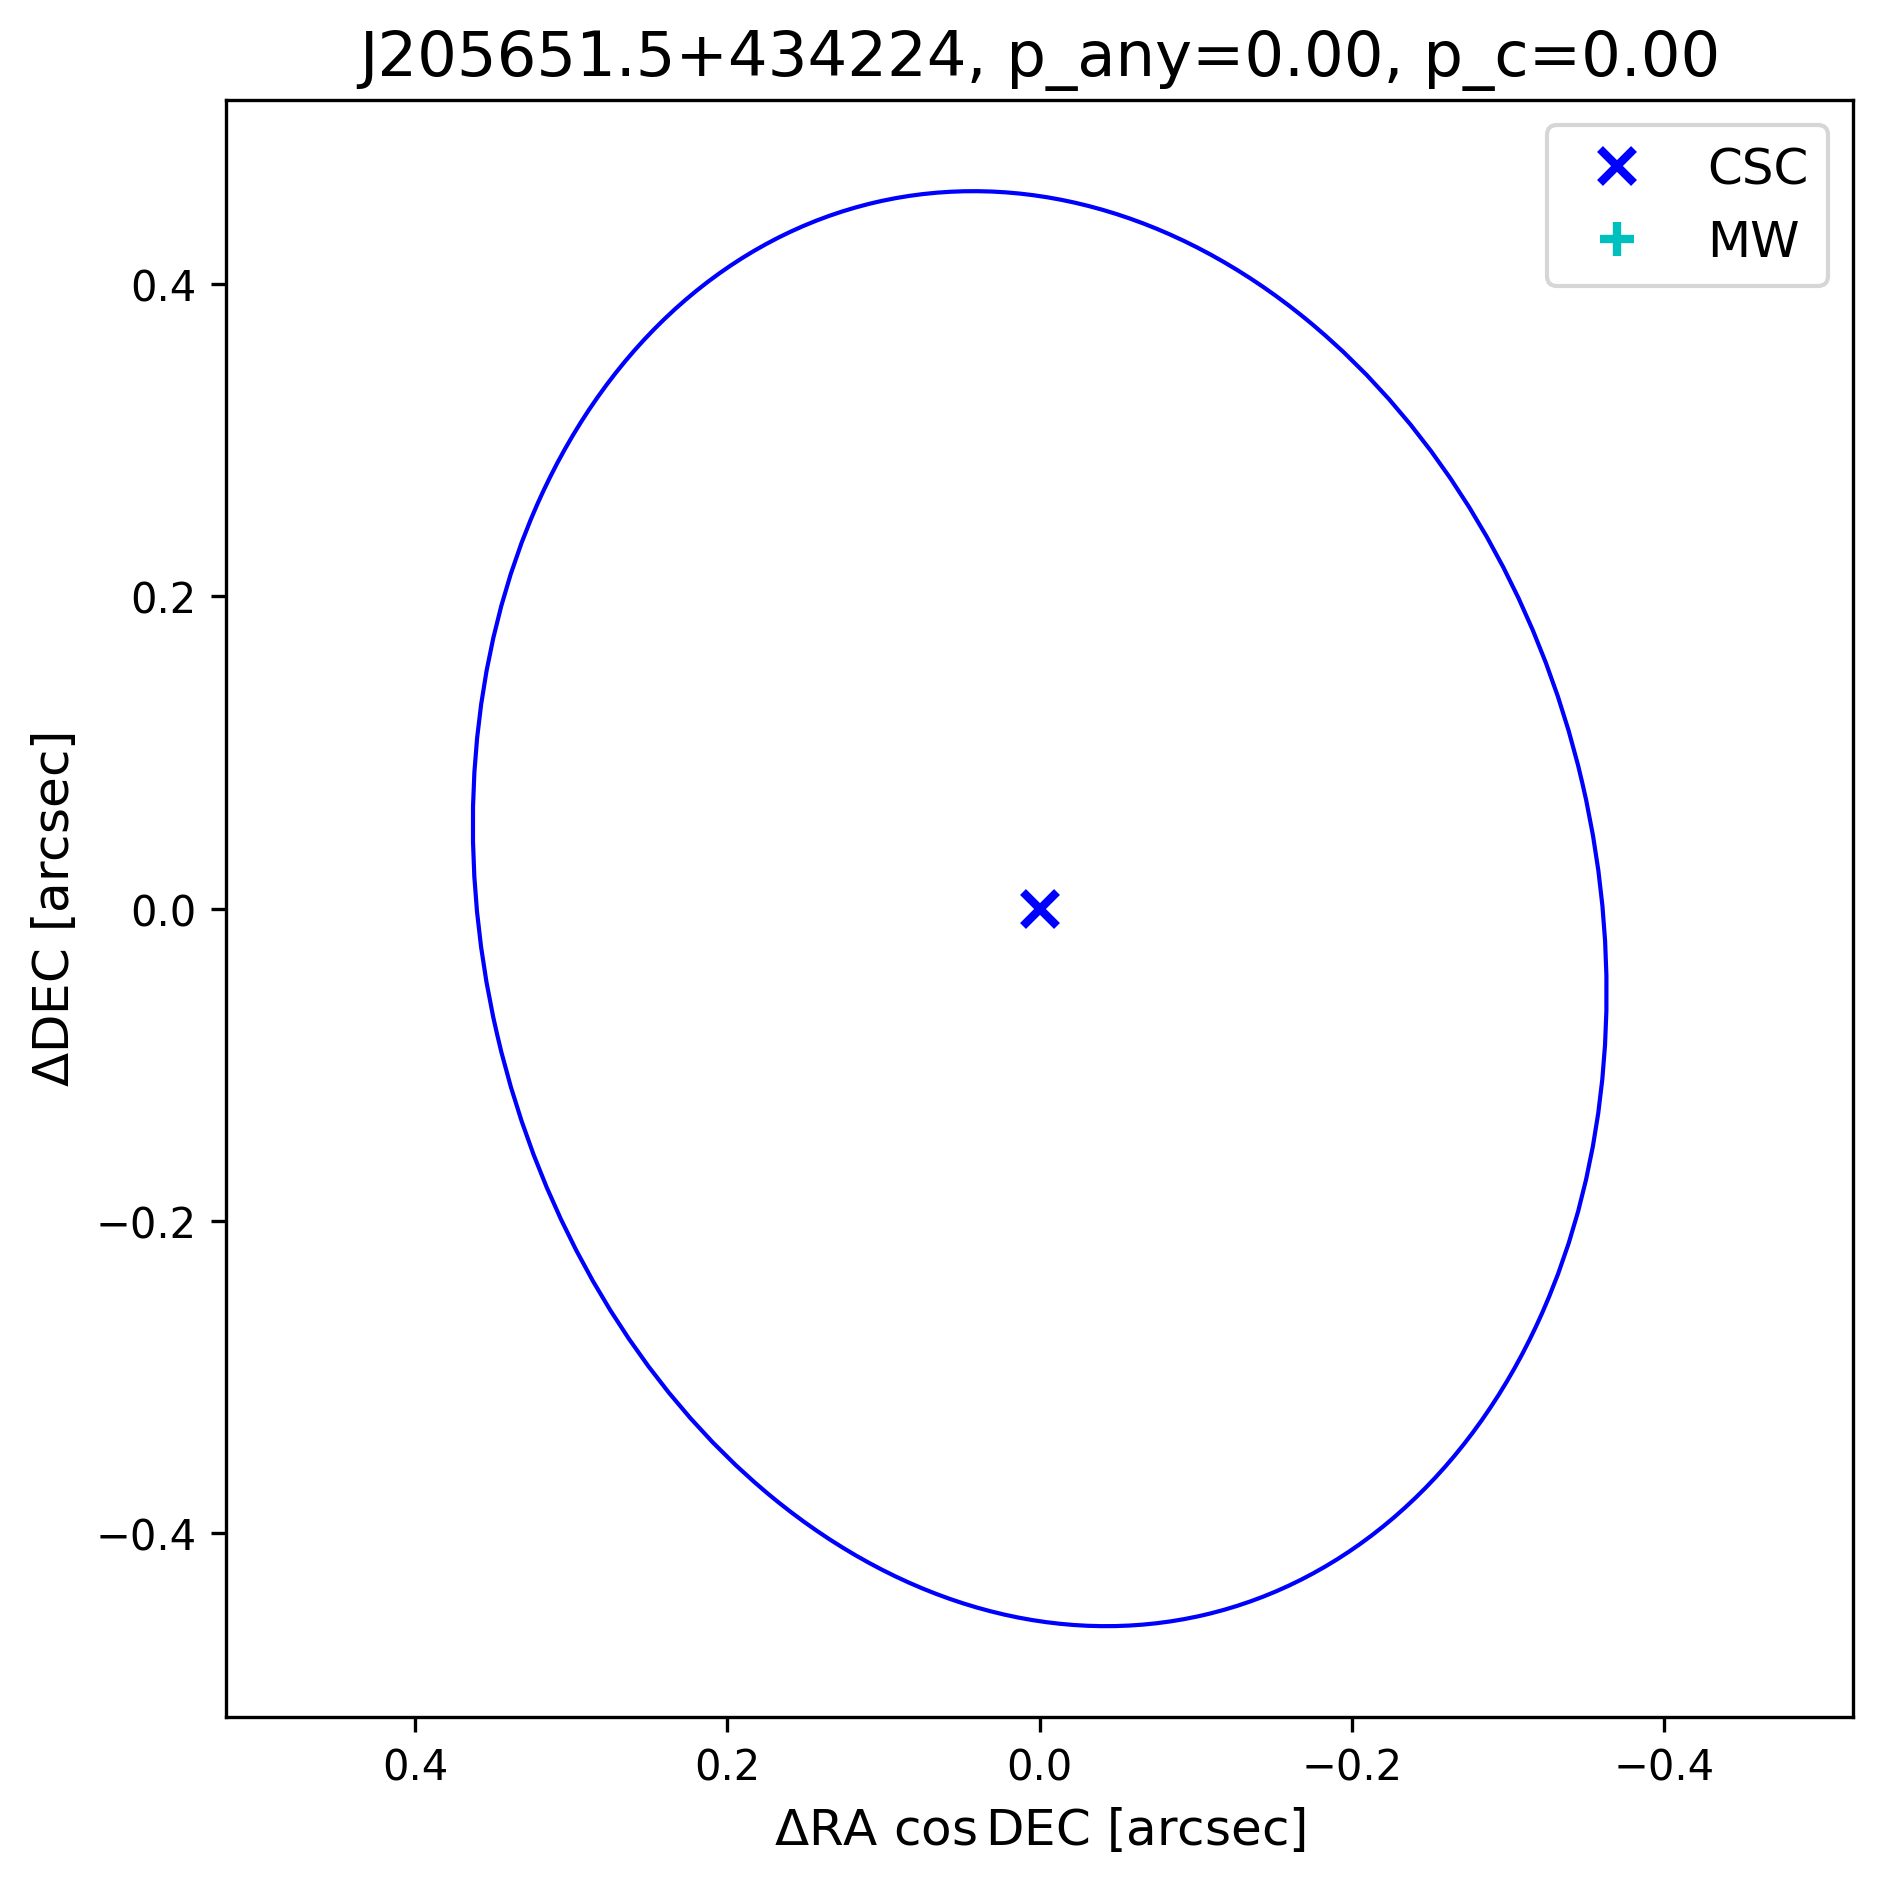 J205651.5+434224, p_any=0.00, p_c=0.00
CSC
MW
0.4
0.2
0.0
−0.2
−0.4
ΔDEC [arcsec]
0.4 0.2 0.0 −0.2 −0.4
ΔRA cos DEC [arcsec]